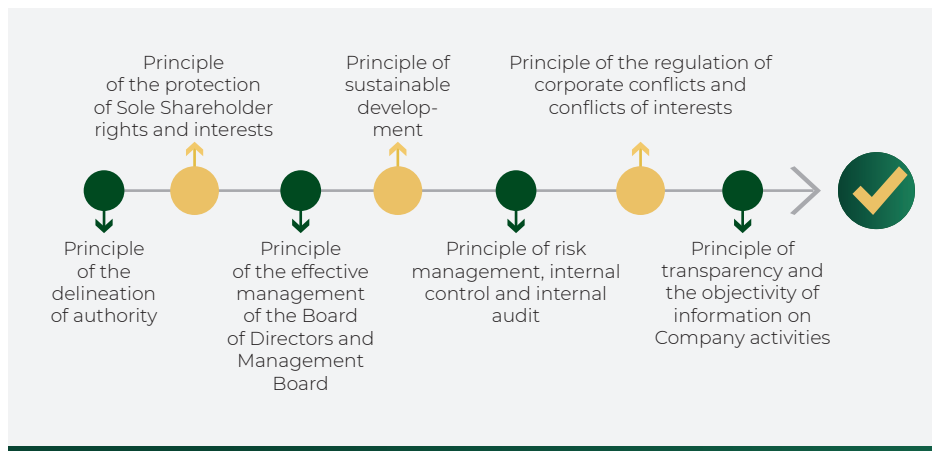 Principle
of the protection
of Sole Shareholder
rights and interests
Principle of
sustainable
develop-
ment
Principle of the regulation of
corporate conflicts and
conflicts of interests
Principle
of the
delineation
of authority
Principle
of the effective
management
of the Board
of Directors and
Management
Board
Principle of risk
management, internal
control and internal
audit
Principle of
transparency and
the objectivity of
information on
Company activities